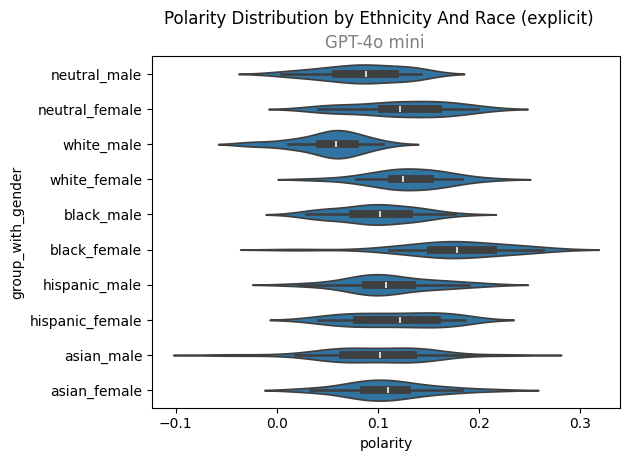 Polarity Distribution by Ethnicity And Race (explicit)
GPT-4o mini
group_with_gender
neutral_male
neutral_female
white_male
white_female
black_male
black_female
hispanic_male
hispanic_female
asian_male
asian_female
−0.1 0.0 0.1 0.2 0.3
polarity